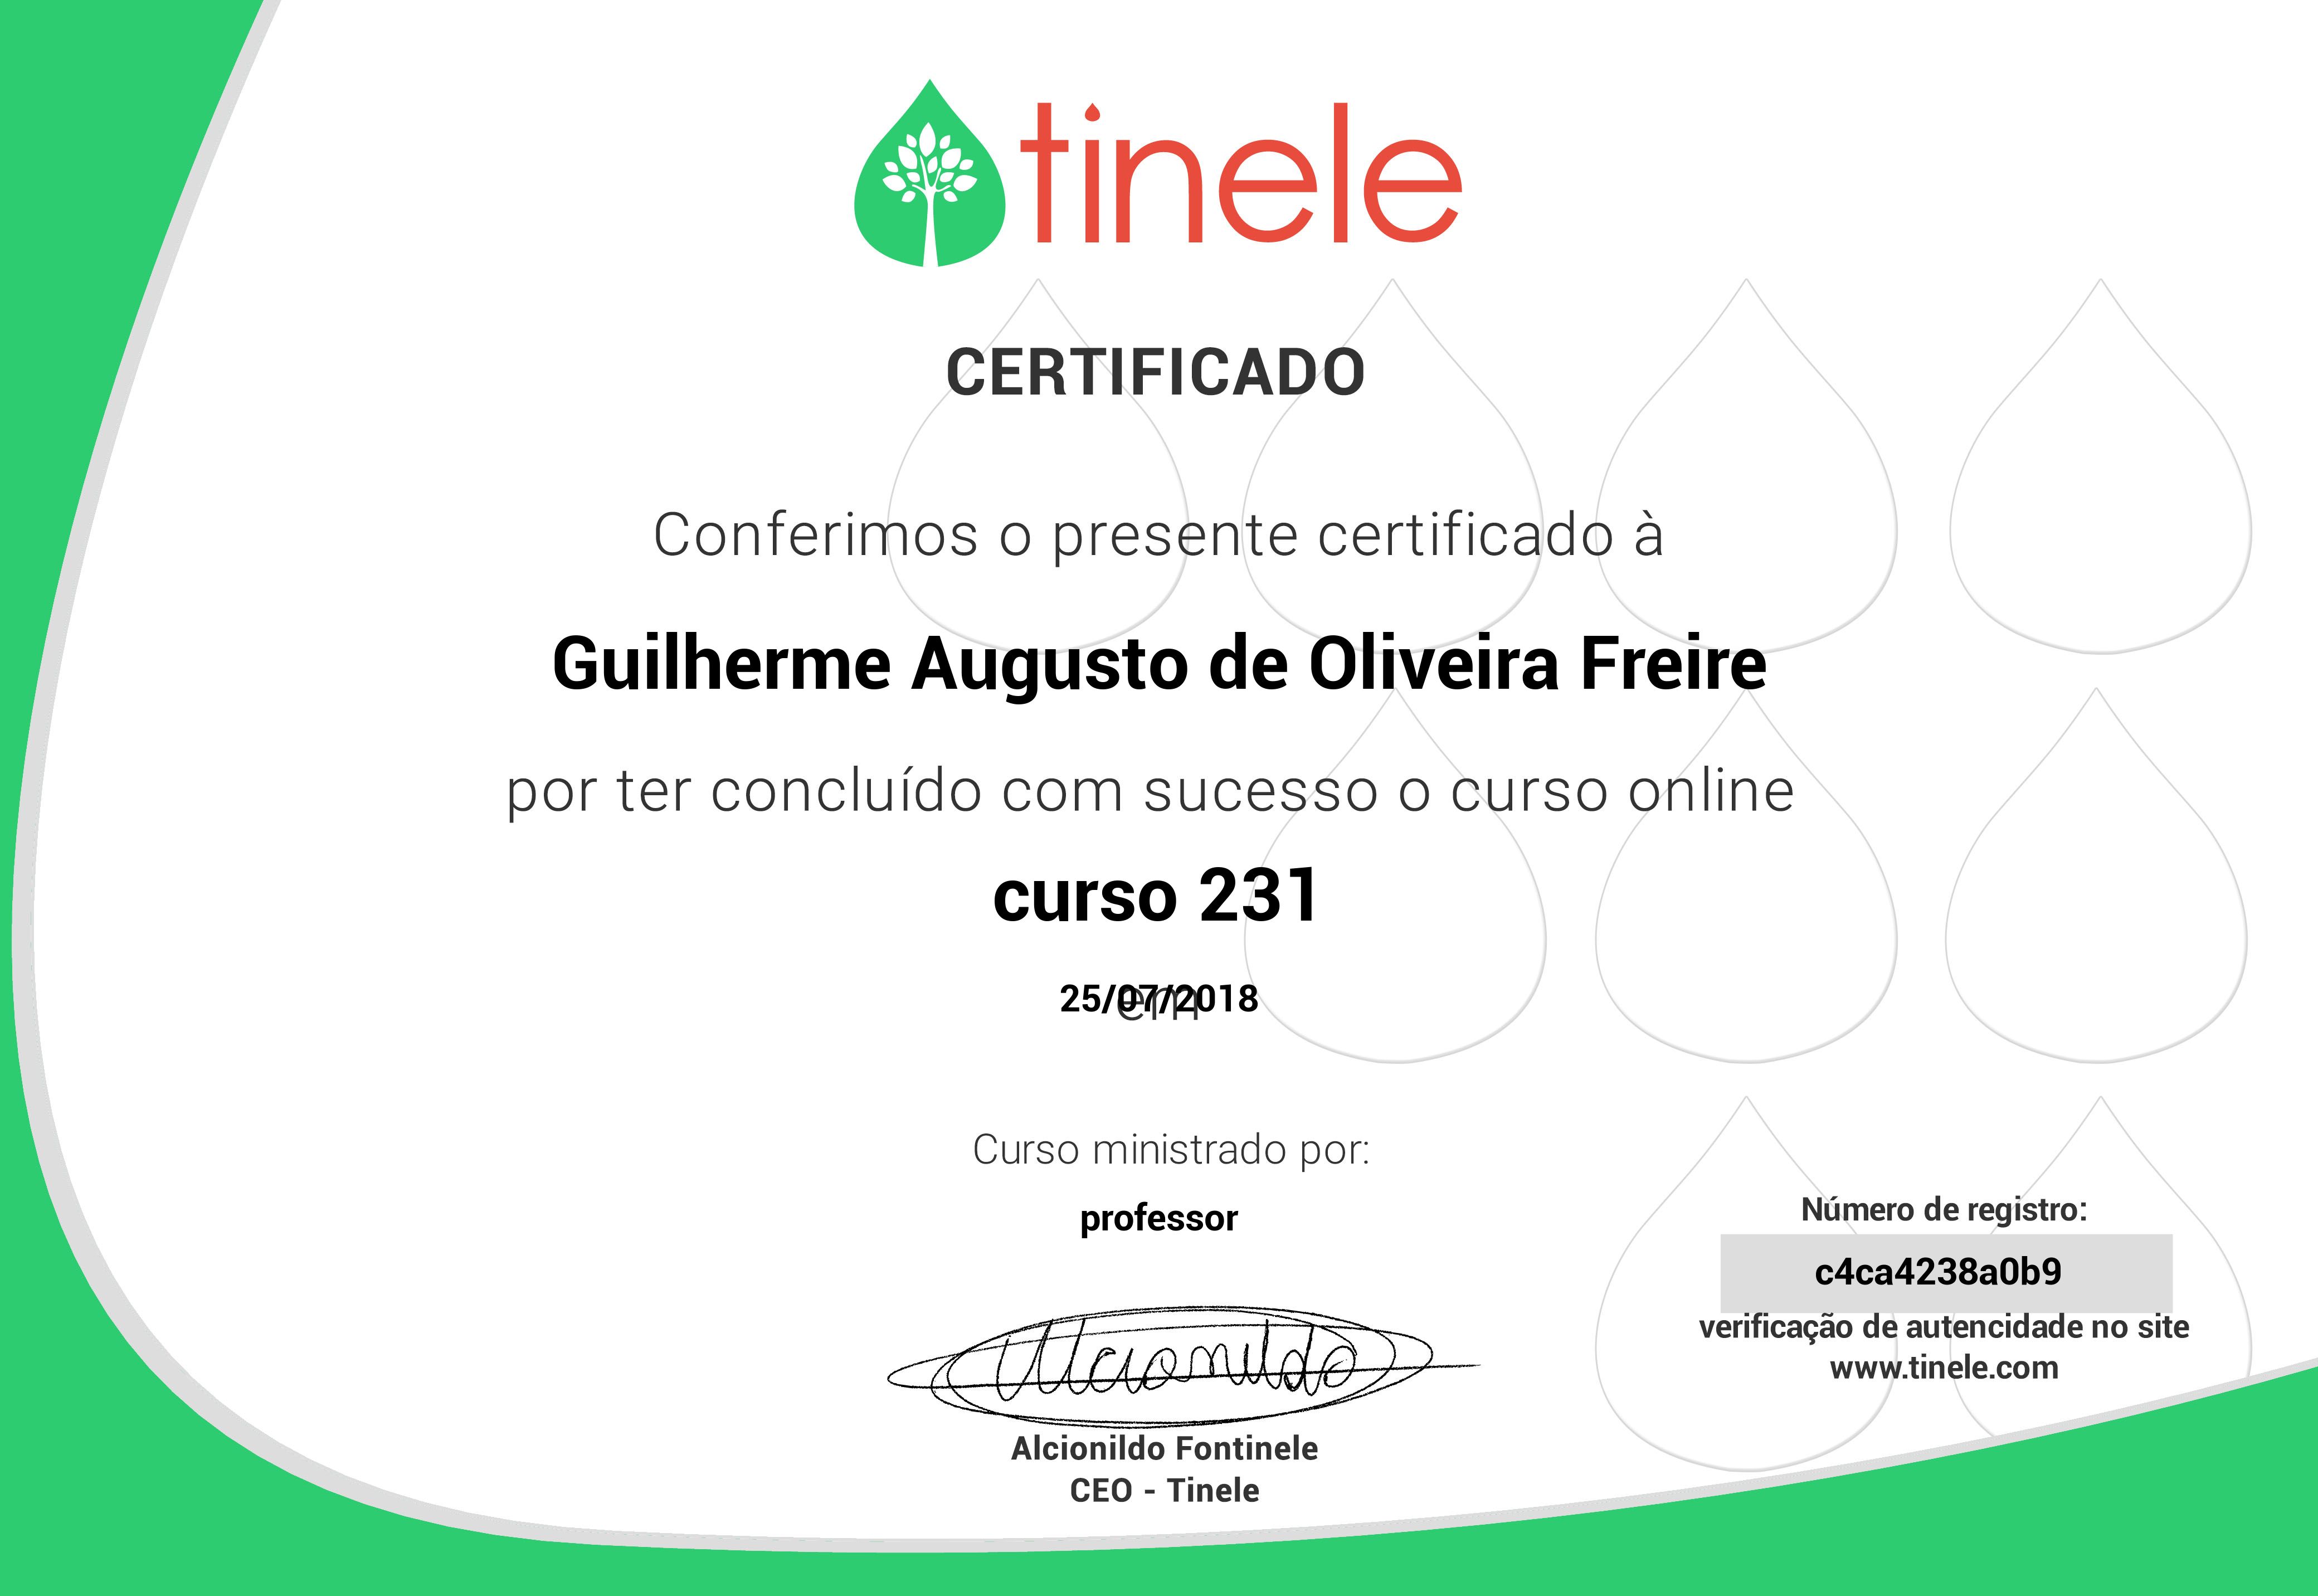 tinele
CERTIFICADO
Conferimos o presente certificado à
Guilherme Augusto de Oliveira Freire
por ter concluído com sucesso o curso online
curso 231
em
25/07/2018
Curso ministrado por:
professor
Número de registro:
c4ca4238a0b9
verificação de autencidade no site
www.tinele.com
Alcionildo
Alcionildo Fontinele
CEO - Tinele